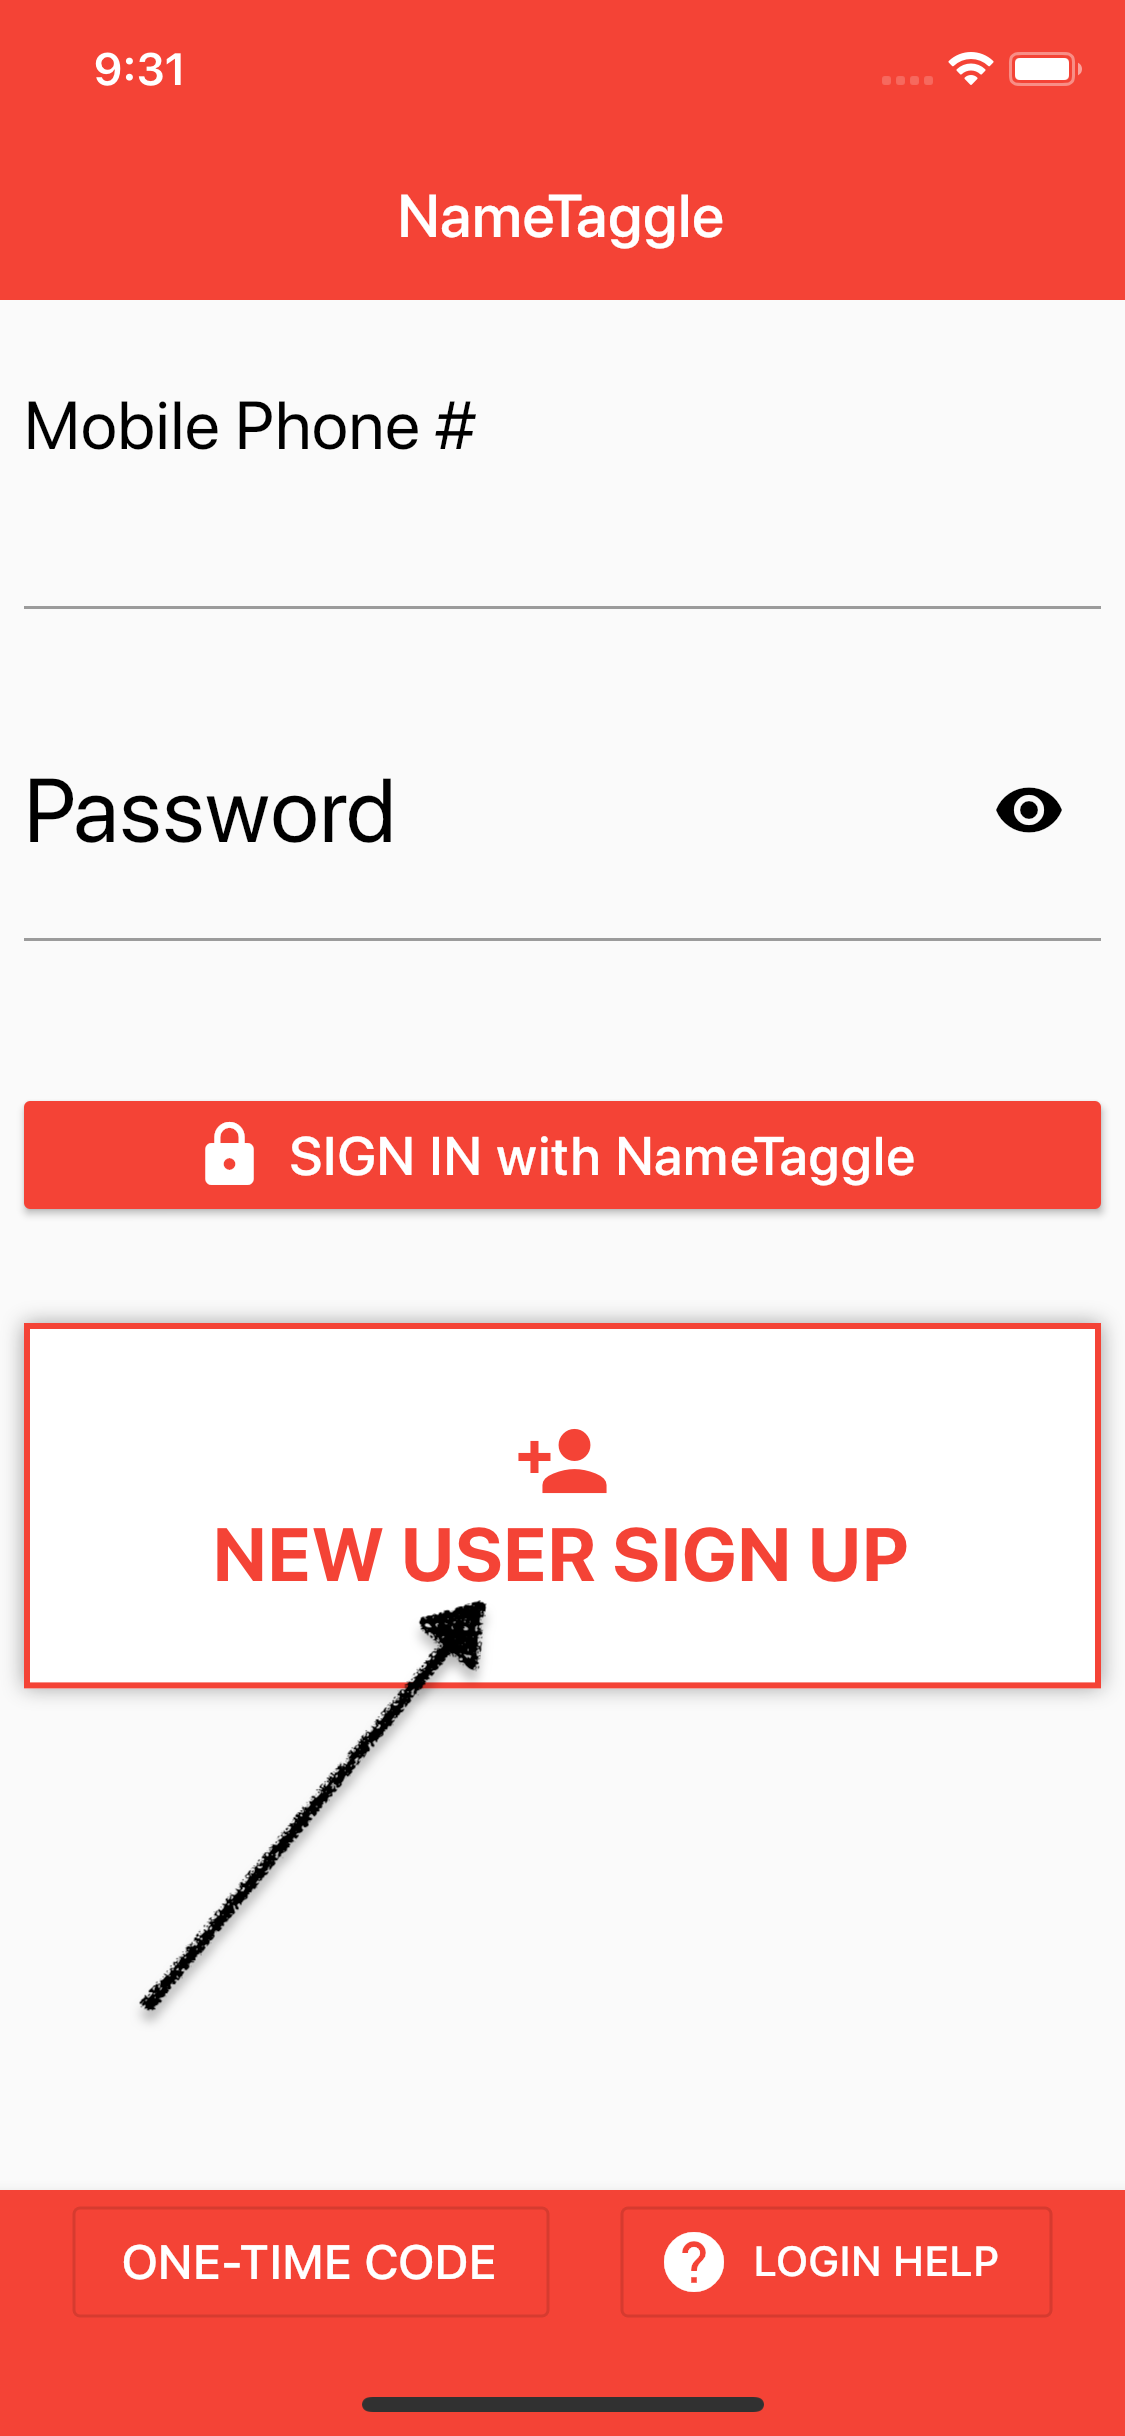 9:31
NameTaggle
Mobile Phone #
Password
SIGN IN with NameTaggle
NEW USER SIGN UP
ONE-TIME CODE
LOGIN HELP